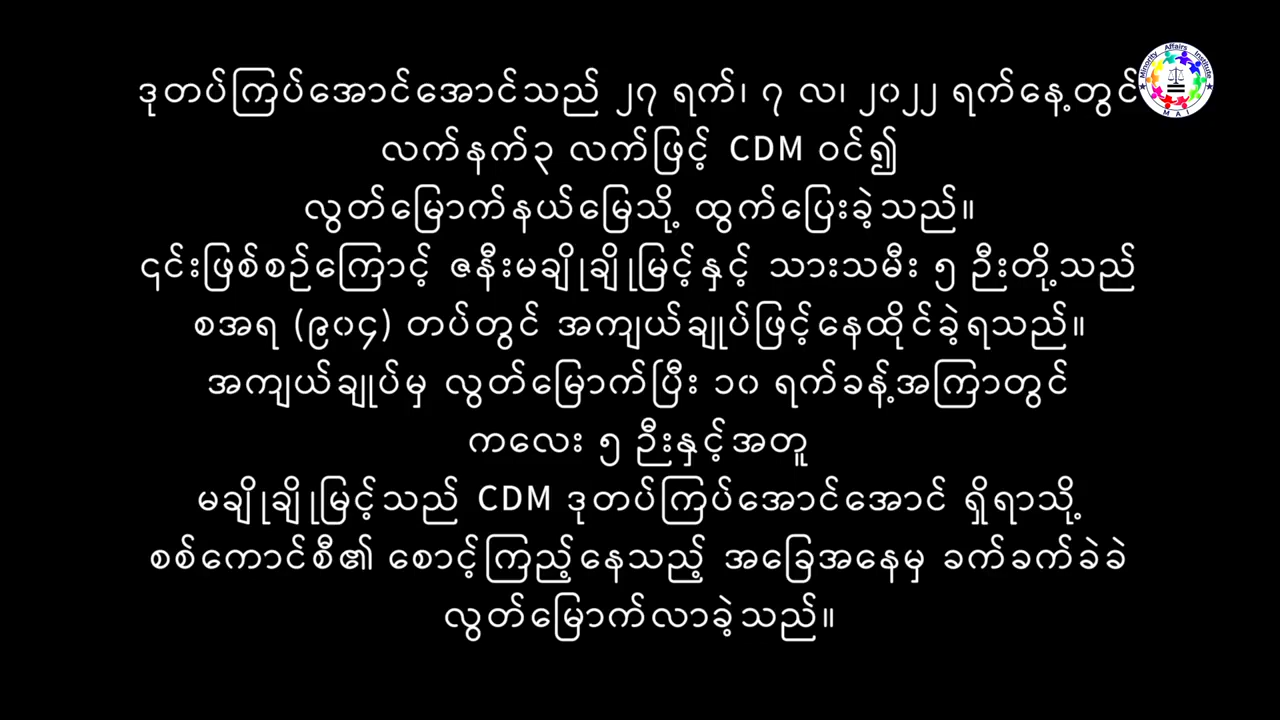 ဒုတပ်ကြပ်အောင်အောင်သည် ၂၇ ရက်၊ ၇ လ၊ ၂၀၂၂ ရက်နေ့တွင်
လက်နက်၃ လက်ဖြင့် CDM ဝင်၍
လွတ်မြောက်နယ်မြေသို့ ထွက်ပြေးခဲ့သည်။
၎င်းဖြစ်စဉ်ကြောင့် ဇနီးမချိုချိုမြင့်နှင့် သားသမီး ၅ ဦးတို့သည်
စအရ (၉၀၄) တပ်တွင် အကျယ်ချုပ်ဖြင့်နေထိုင်ခဲ့ရသည်။
အကျယ်ချုပ်မှ လွတ်မြောက်ပြီး ၁၀ ရက်ခန့်အကြာတွင်
ကလေး ၅ ဦးနှင့်အတူ
မချိုချိုမြင့်သည် CDM ဒုတပ်ကြပ်အောင်အောင် ရှိရာသို့
စစ်ကောင်စီ၏ စောင့်ကြည့်နေသည့် အခြေအနေမှ ခက်ခက်ခဲခဲ
လွတ်မြောက်လာခဲ့သည်။
Minority Affairs Institute
MAI